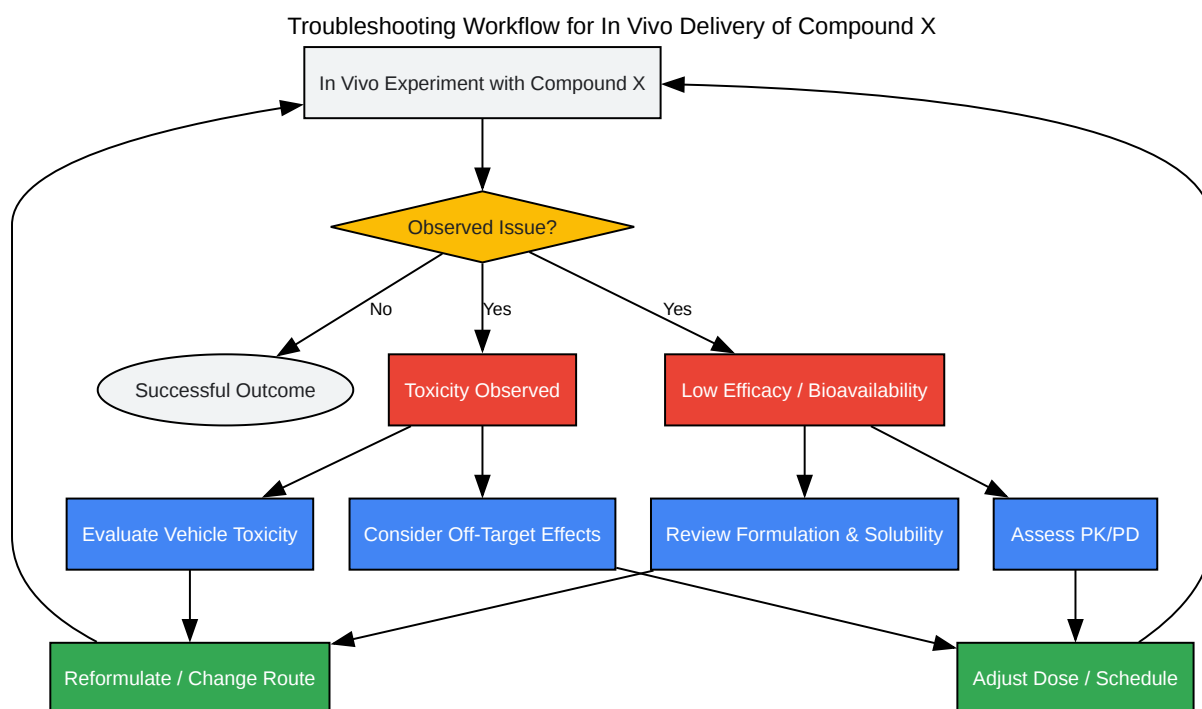 Troubleshooting Workflow for In Vivo Delivery of Compound X
In Vivo Experiment with Compound X
Observed Issue?
No
Yes
Yes
Successful Outcome
Toxicity Observed
Low Efficacy / Bioavailability
Evaluate Vehicle Toxicity
Consider Off-Target Effects
Review Formulation & Solubility
Assess PK/PD
Reformulate / Change Route
Adjust Dose / Schedule